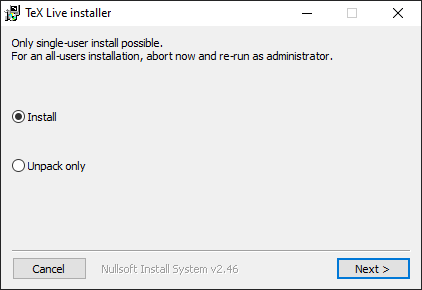 TeX Live installer
Only single-user install possible.
For an all-users installation, abort now and re-run as administrator.
Install
Unpack only
Cancel
Nullsoft Install System v2.46
Next >